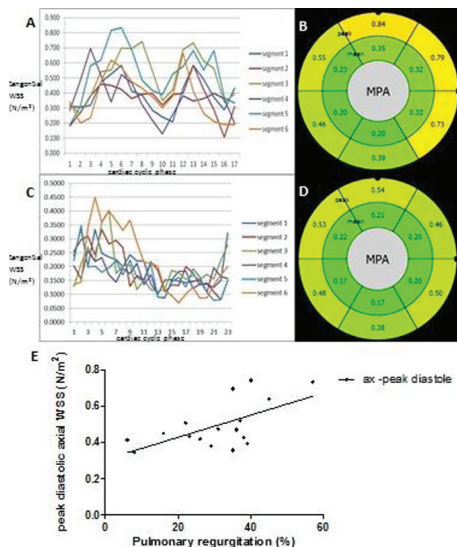 A
tangential
WSS
(N/m²)
0.900
0.800
0.700
0.600
0.500
0.400
0.300
0.200
0.100
0.000
1 2 3 4 5 6 7 8 9 10 11 12 13 14 15 16 17
cardiac cyclic phase
segment 1
segment 2
segment 3
segment 4
segment 5
segment 6
B
0.84
peak
0.55
0.79
0.35
mean
0.23
0.32
MPA
0.20
0.32
0.20
0.46
0.73
0.39
C
tangential
WSS
(N/m²)
0.5000
0.4500
0.4000
0.3500
0.3000
0.2500
0.2000
0.1500
0.1000
0.0500
0.0000
1 3 5 7 9 11 13 15 17 19 21 23
cardiac cyclic phase
segment 1
segment 2
segment 3
segment 4
segment 5
segment 6
D
0.54
peak
0.53
0.46
0.21
mean
0.22
0.20
MPA
0.17
0.20
0.17
0.48
0.50
0.38
E
peak diastolic axial WSS (N/m²)
0.8
0.6
0.4
0.2
0.0
0 20 40 60
Pulmonary regurgitation (%)
ax -peak diastole